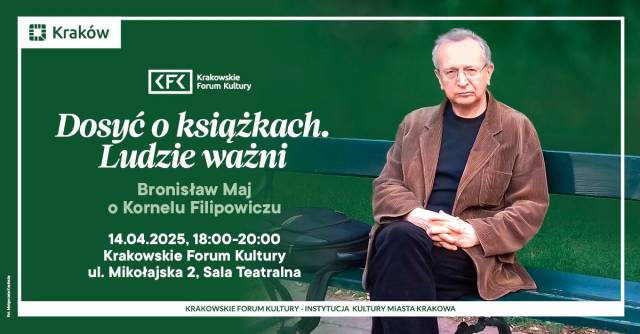 Kraków
KFK
Krakowskie
Forum Kultury
Dosyć o książkach.
Ludzie ważni
Bronisław Maj
o Kornelu Filipowiczu
14.04.2025, 18:00-20:00
Krakowskie Forum Kultury
ul. Mikołajska 2, Sala Teatralna
KRAKOWSKIE FORUM KULTURY - INSTYTUCJA KULTURY MIASTA KRAKOWA